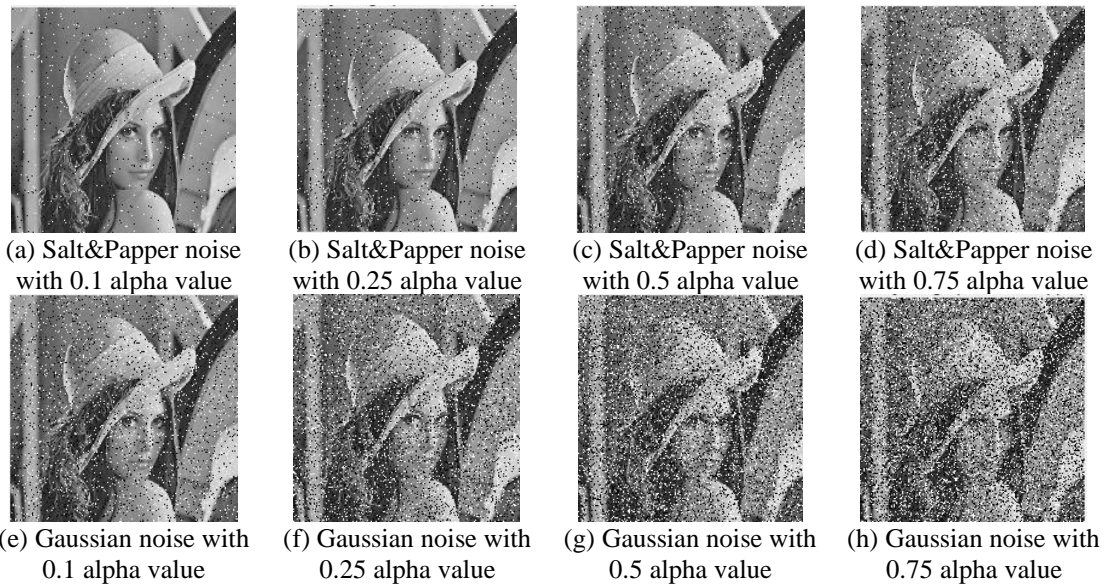 (a) Salt&Papper noise
with 0.1 alpha value
(b) Salt&Papper noise
with 0.25 alpha value
(c) Salt&Papper noise
with 0.5 alpha value
(d) Salt&Papper noise
with 0.75 alpha value
(e) Gaussian noise with
0.1 alpha value
(f) Gaussian noise with
0.25 alpha value
(g) Gaussian noise with
0.5 alpha value
(h) Gaussian noise with
0.75 alpha value